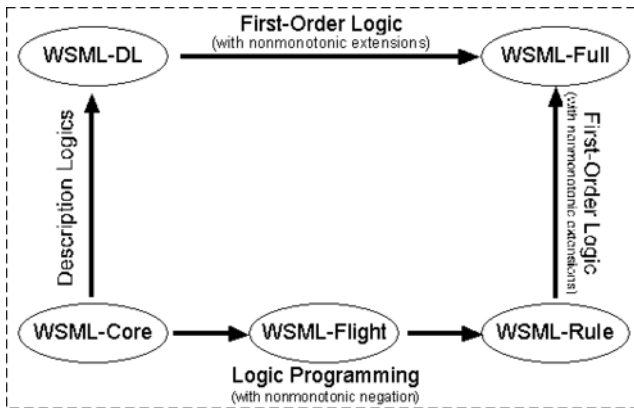 First-Order Logic
(with nonmonotonic extensions)
WSML-DL
WSML-Full
Description Logics
First-Order Logic
(with nonmonotonic extensions)
WSML-Core
WSML-Flight
WSML-Rule
Logic Programming
(with nonmonotonic negation)